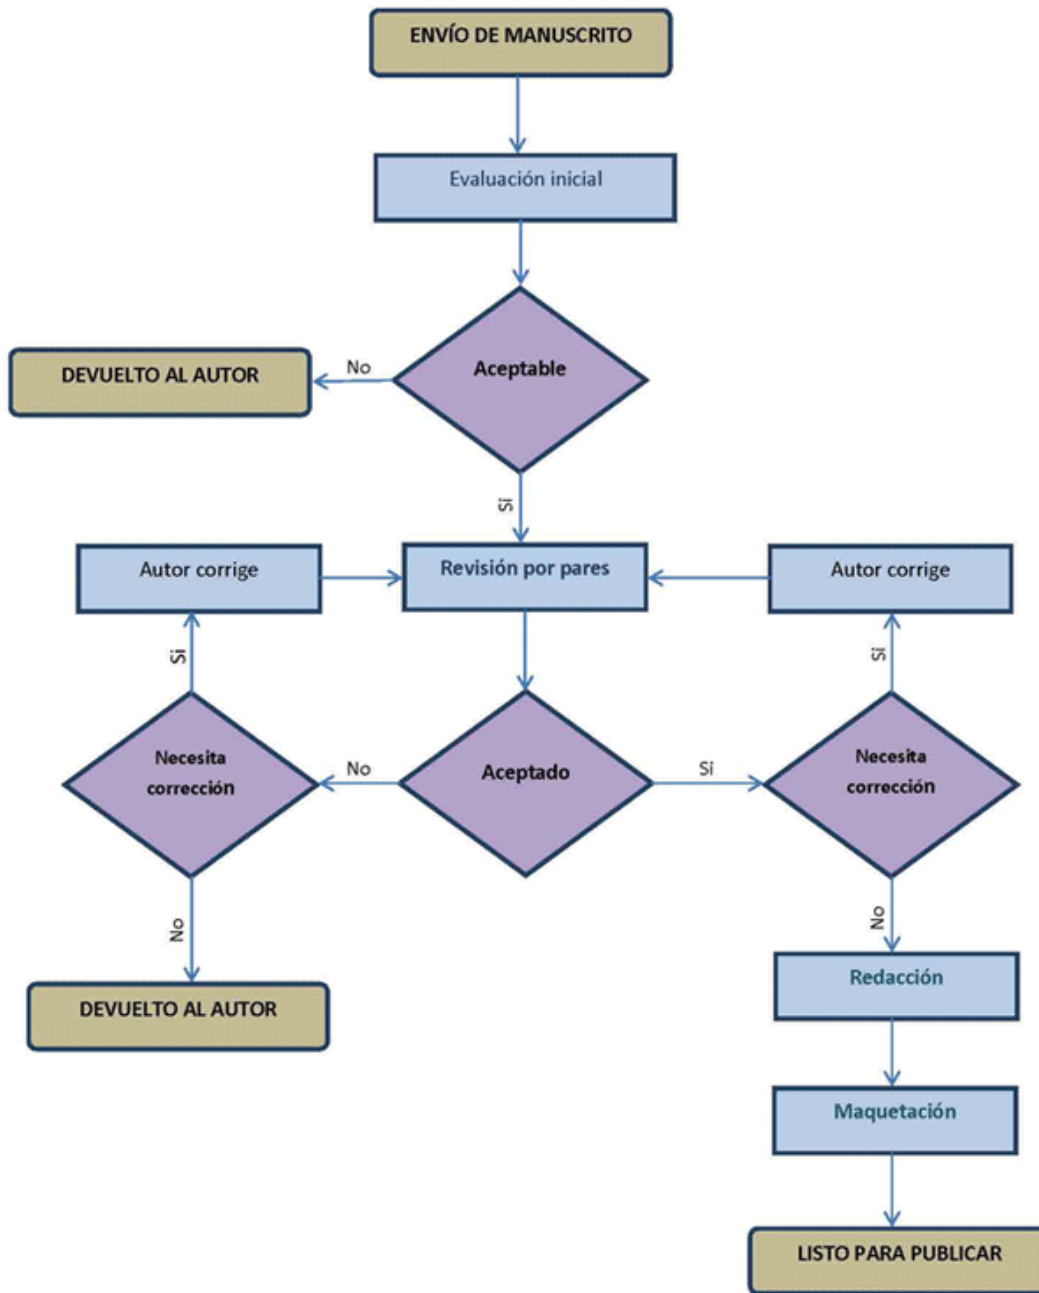 ENVÍO DE MANUSCRITO
Evaluación inicial
Aceptable
No
DEVUELTO AL AUTOR
Si
Autor corrige
Revisión por pares
Autor corrige
Si
Si
Necesita
corrección
No
Aceptado
Si
Necesita
corrección
No
No
DEVUELTO AL AUTOR
Redacción
Maquetación
LISTO PARA PUBLICAR